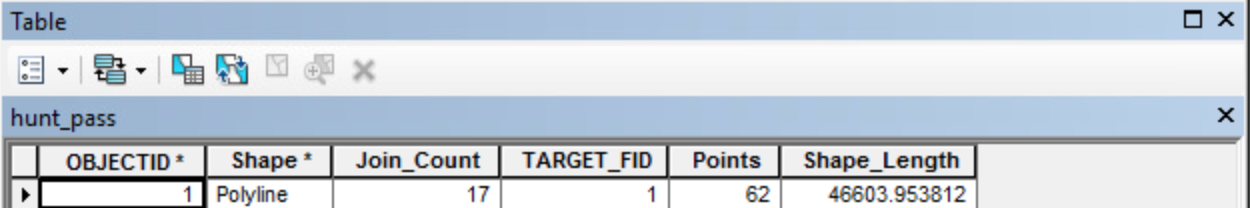 Table
hunt_pass
OBJECTID * Shape * Join_Count TARGET_FID Points Shape_Length
1 Polyline 17 1 62 46603.953812